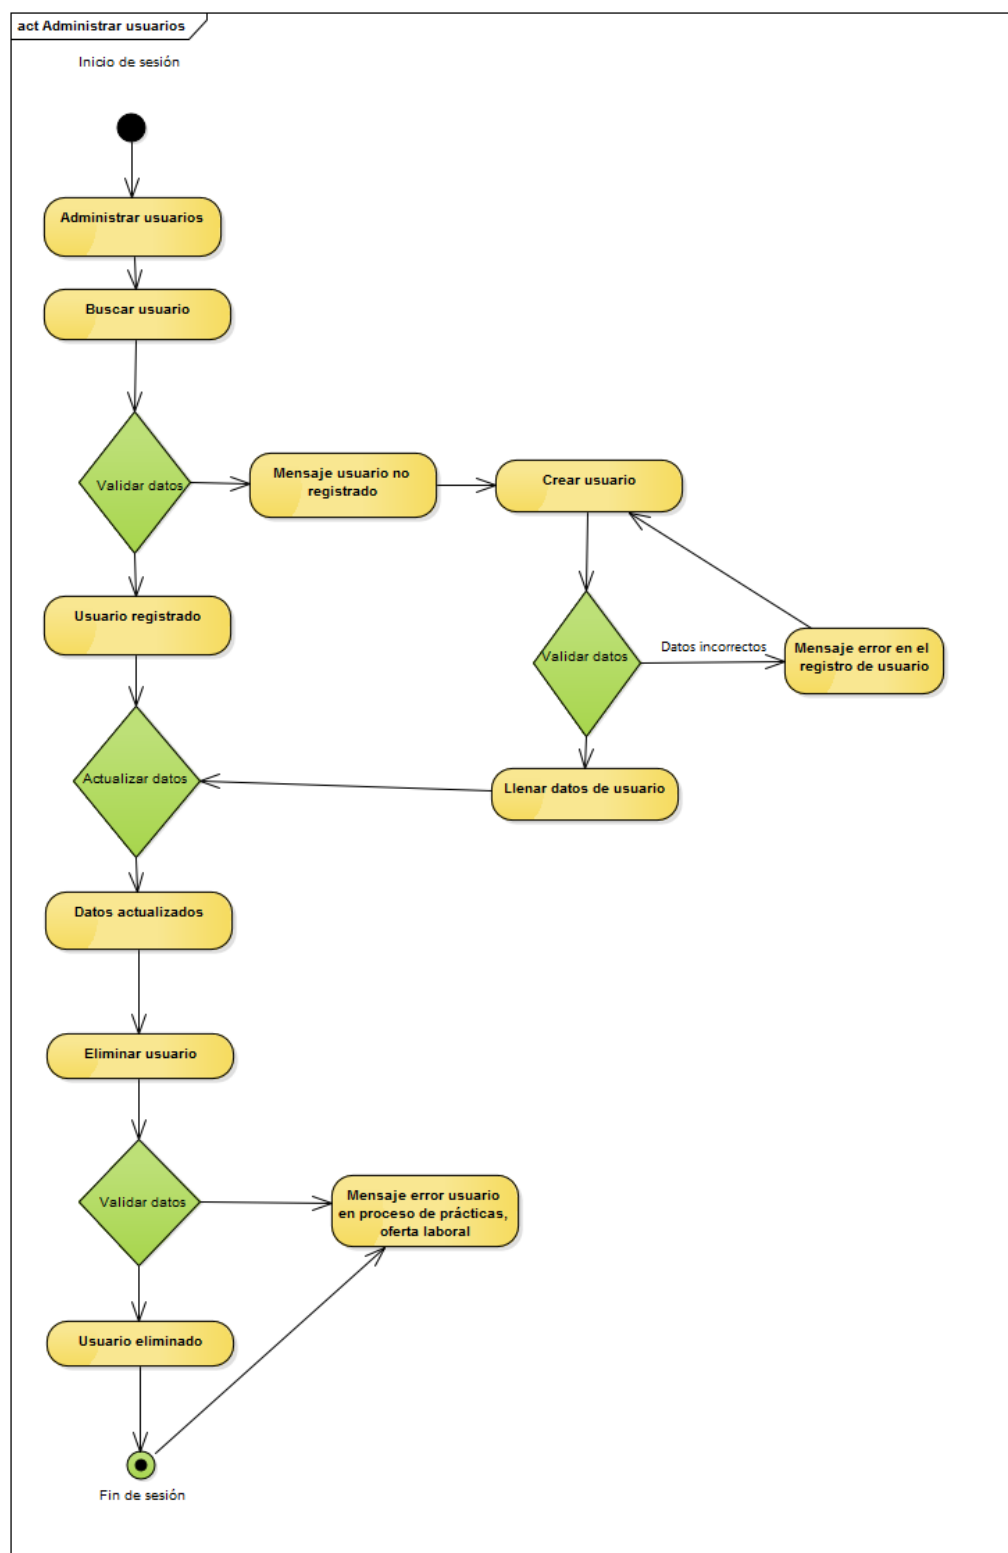 act Administrar usuarios
Inicio de sesión
Administrar usuarios
Buscar usuario
Validar datos
Mensaje usuario no
registrado
Crear usuario
Usuario registrado
Validar datos
Datos incorrectos
Mensaje error en el
registro de usuario
Actualizar datos
Llenar datos de usuario
Datos actualizados
Eliminar usuario
Validar datos
Mensaje error usuario
en proceso de prácticas,
oferta laboral
Usuario eliminado
Fin de sesión